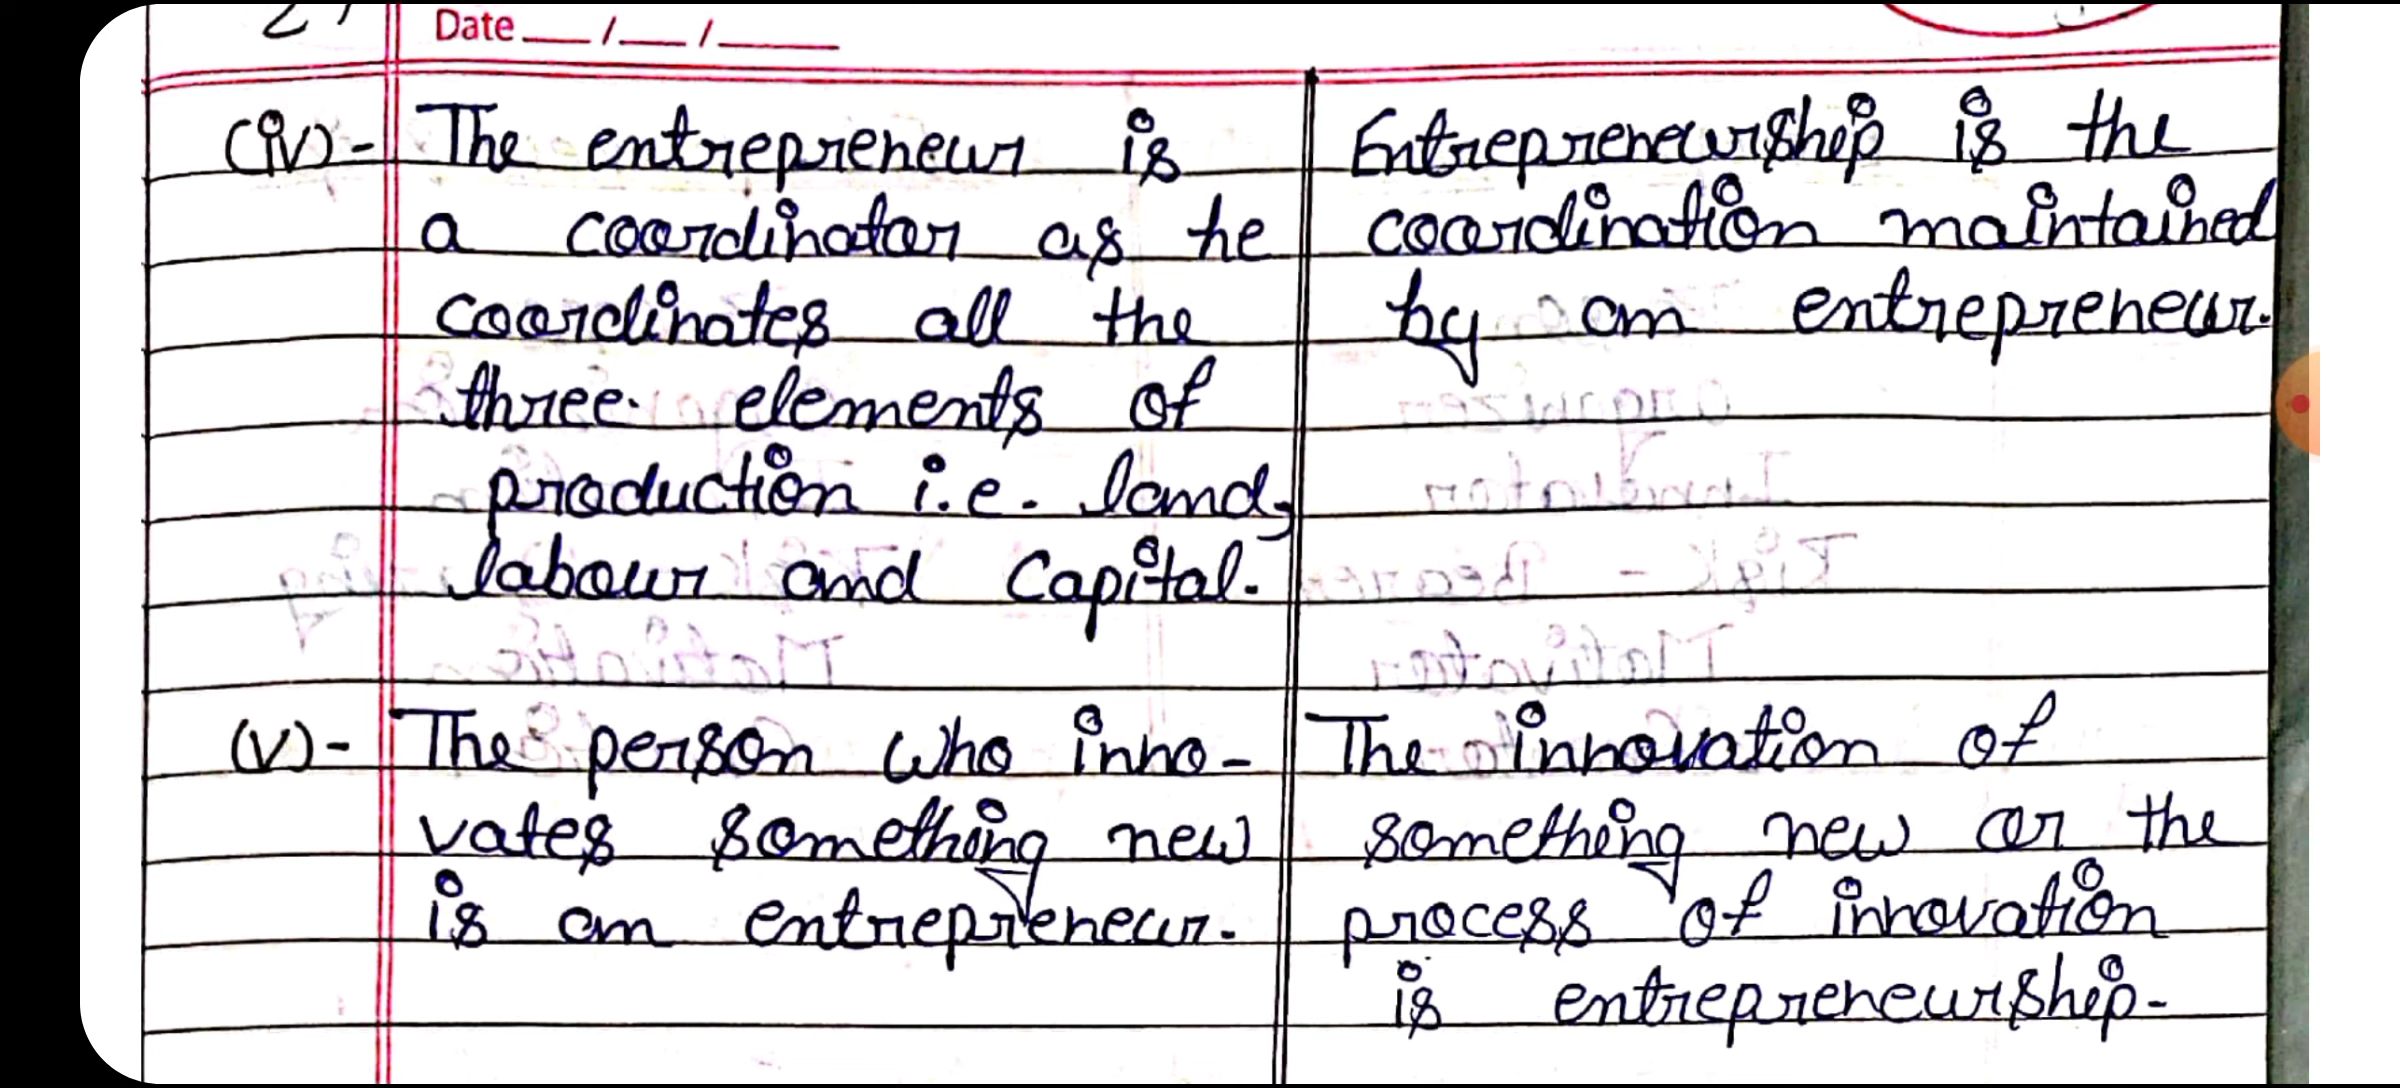 Date __/__/____
(iv)- The entrepreneur is
a coordinator as he
coordinates all the
three elements of
production i.e. land,
labour and Capital.
Entrepreneurship is the
coordination maintained
by an entrepreneur.
(v)- The person who inno-
vates something new
is an entrepreneur.
The innovation of
something new or the
process of innovation
is entrepreneurship.